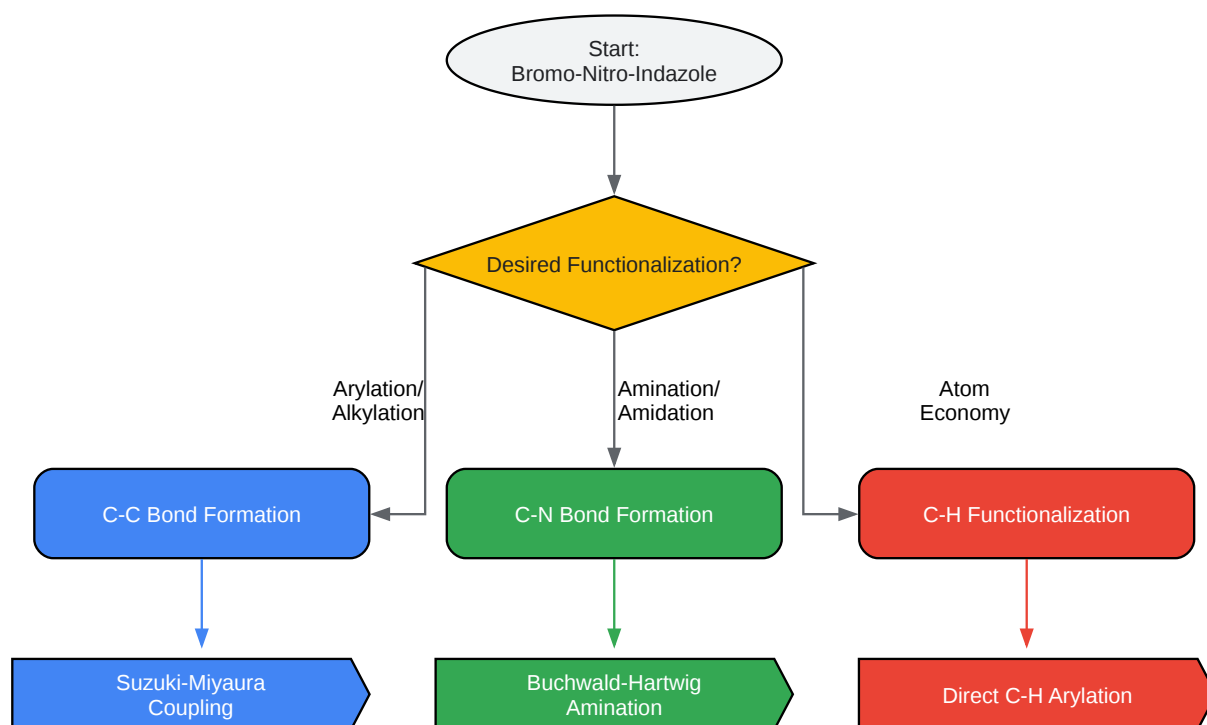 Start:
Bromo-Nitro-Indazole
Desired Functionalization?
Arylation/
Alkylation
Amination/
Amidation
Atom
Economy
C-C Bond Formation
C-N Bond Formation
C-H Functionalization
Suzuki-Miyaura
Coupling
Buchwald-Hartwig
Amination
Direct C-H Arylation